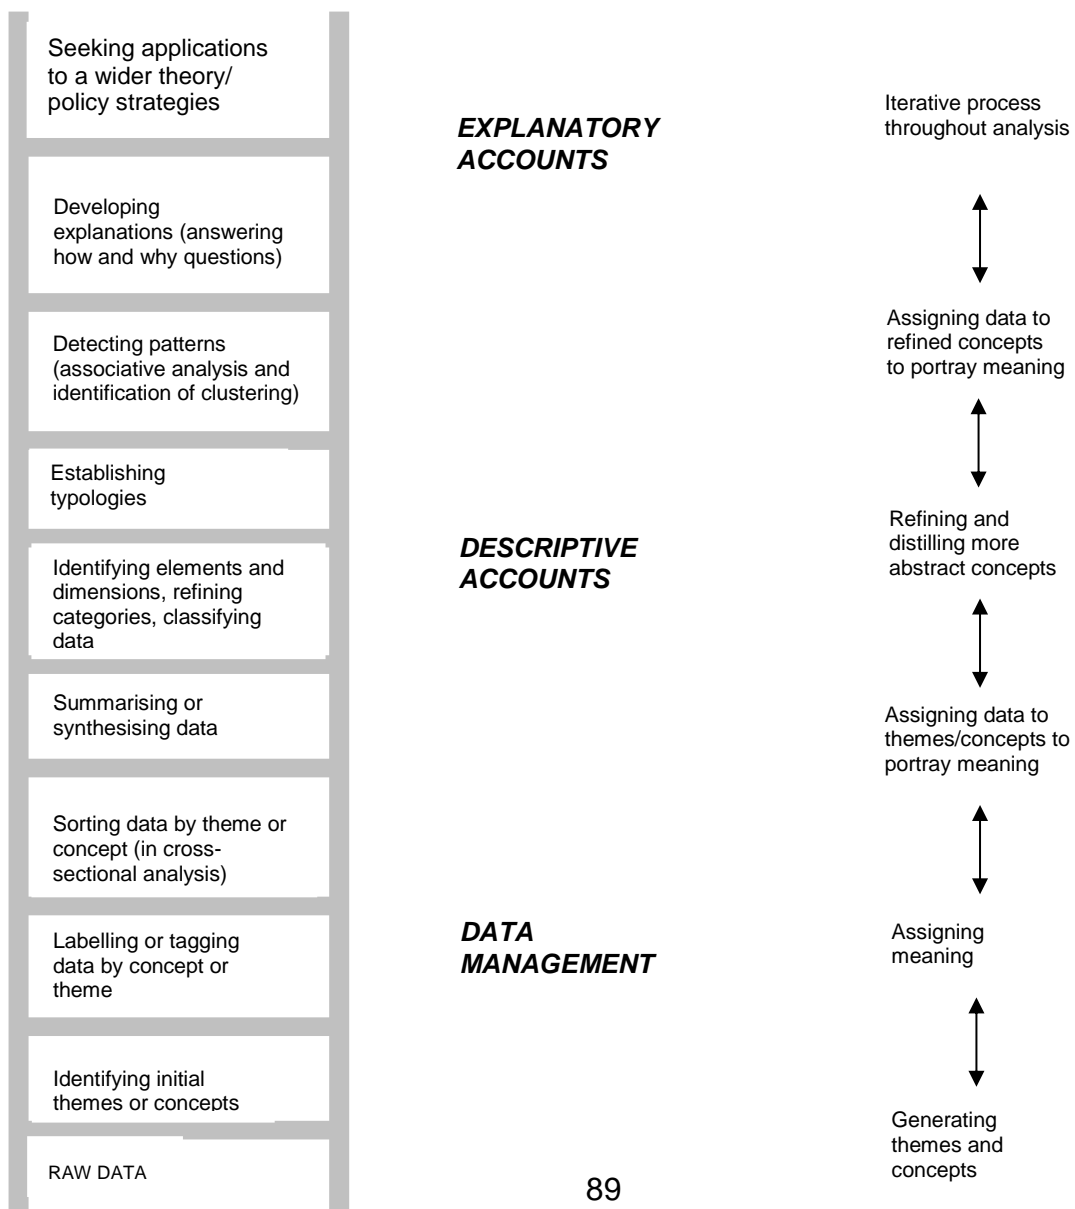 Seeking applications
to a wider theory/
policy strategies
Developing
explanations (answering
how and why questions)
Detecting patterns
(associative analysis and
identification of clustering)
Establishing
typologies
Identifying elements and
dimensions, refining
categories, classifying
data
Summarising or
synthesising data
Sorting data by theme or
concept (in cross-
sectional analysis)
Labelling or tagging
data by concept or
theme
Identifying initial
themes or concepts
RAW DATA
EXPLANATORY
ACCOUNTS
DESCRIPTIVE
ACCOUNTS
DATA
MANAGEMENT
Iterative process
throughout analysis
Assigning data to
refined concepts
to portray meaning
Refining and
distilling more
abstract concepts
Assigning data to
themes/concepts to
portray meaning
Assigning
meaning
Generating
themes and
concepts
89